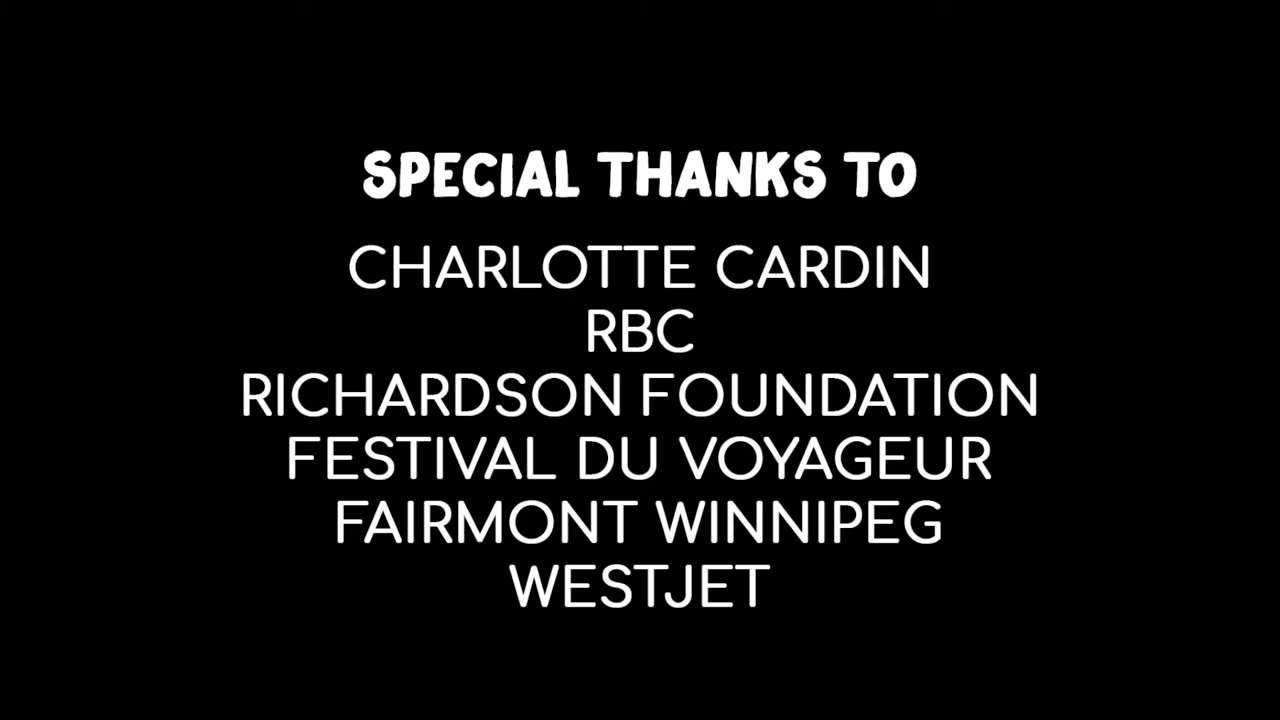 SPECIAL THANKS TO
CHARLOTTE CARDIN
RBC
RICHARDSON FOUNDATION
FESTIVAL DU VOYAGEUR
FAIRMONT WINNIPEG
WESTJET